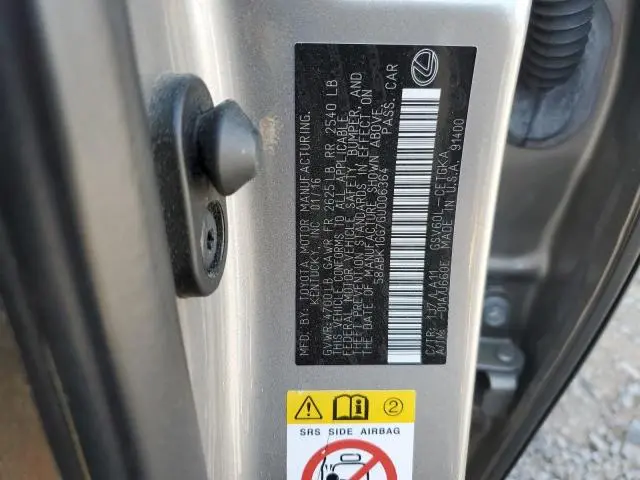 MFD. BY: TOYOTA MOTOR MANUFACTURING,
KENTUCKY, INC. 01/16
GVWR: 4700 LB GAWR FR 2625 LB RR 2540 LB
THIS VEHICLE CONFORMS TO ALL APPLICABLE
FEDERAL MOTOR VEHICLE SAFETY, BUMPER, AND
THEFT PREVENTION STANDARDS IN EFFECT ON
THE DATE OF MANUFACTURE SHOWN ABOVE.
58ABK1GG7GU006364 PASS. CAR
C/TR: 1J7 / LA11 GSV60L-CETGKA
MADE IN U.S.A. 91400
2
SRS SIDE AIRBAG